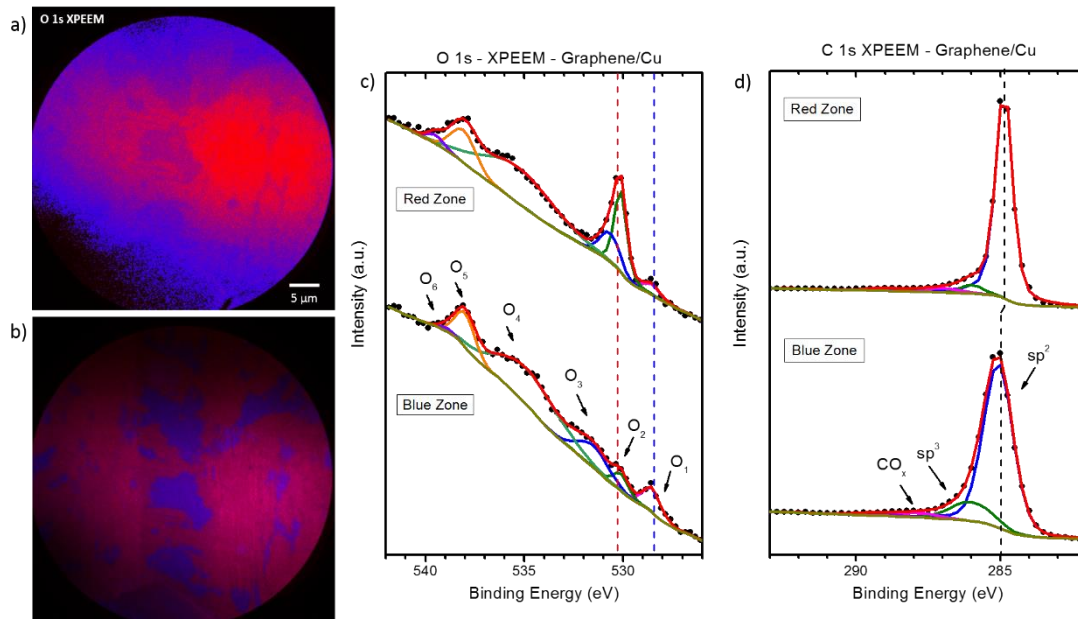 a)
O 1s XPEEM
5 µm
b)
c)
O 1s - XPEEM - Graphene/Cu
Intensity (a.u.)
Red Zone
O₆
O₅
O₄
O₃
O₂
O₁
Blue Zone
540
535
530
Binding Energy (eV)
d)
C 1s XPEEM - Graphene/Cu
Intensity (a.u.)
Red Zone
Blue Zone
sp²
sp³
COₓ
290
285
Binding Energy (eV)